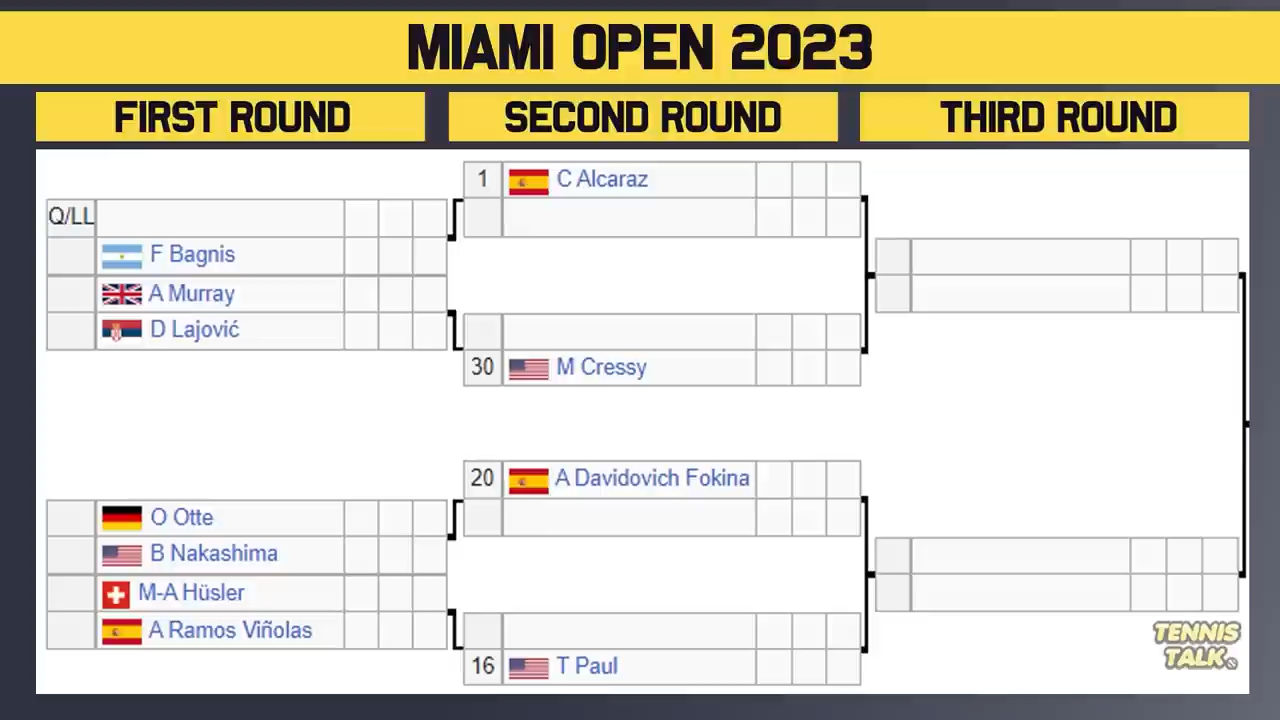 MIAMI OPEN 2023
FIRST ROUND
SECOND ROUND
THIRD ROUND
1 C Alcaraz
Q/LL
F Bagnis
A Murray
D Lajović
30 M Cressy
20 A Davidovich Fokina
O Otte
B Nakashima
M-A Hüsler
A Ramos Viñolas
16 T Paul
TENNIS
TALK